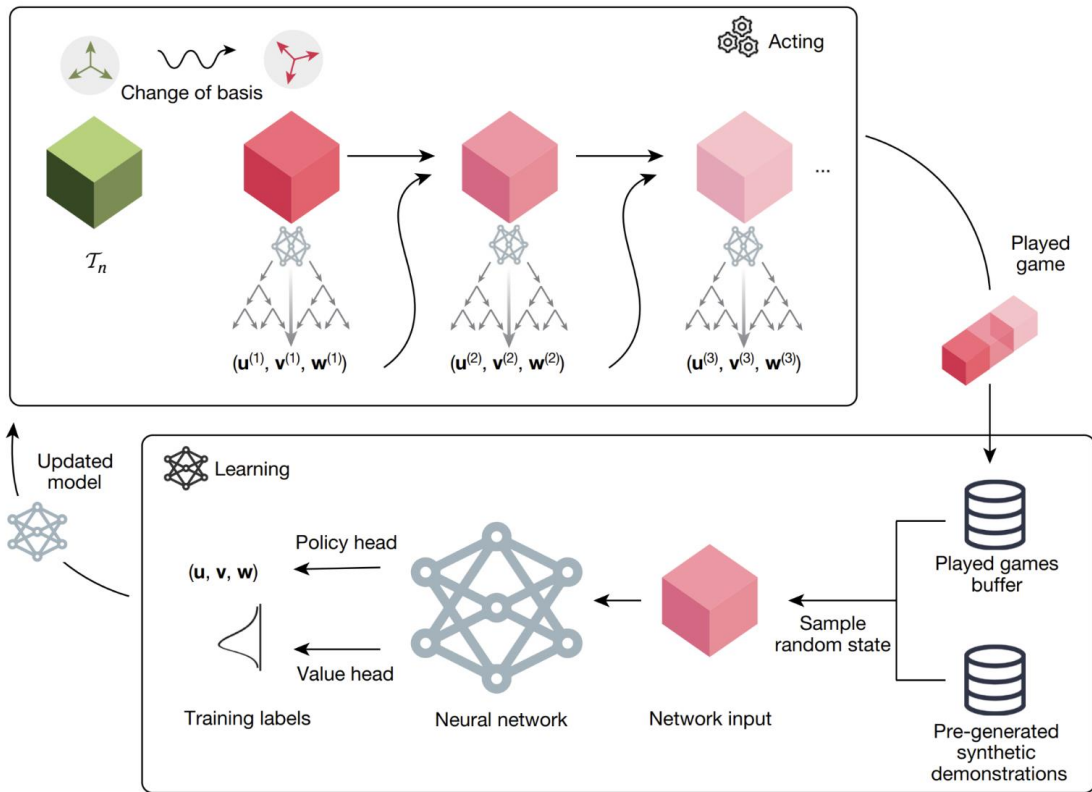 Acting
Change of basis
𝒯n
...
(u(1), v(1), w(1))
(u(2), v(2), w(2))
(u(3), v(3), w(3))
Played
game
Updated
model
Learning
Policy head
(u, v, w)
Value head
Training labels
Neural network
Network input
Sample
random state
Played games
buffer
Pre-generated
synthetic
demonstrations